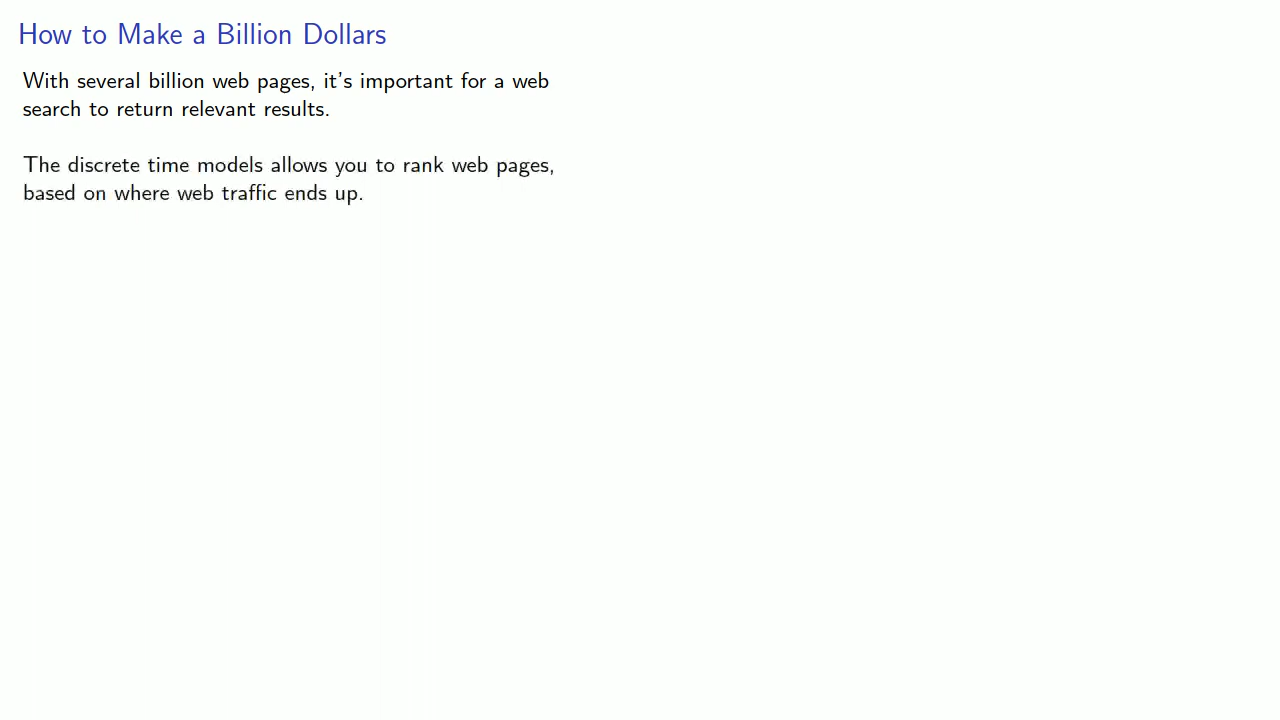 How to Make a Billion Dollars
With several billion web pages, it's important for a web
search to return relevant results.
The discrete time models allows you to rank web pages,
based on where web traffic ends up.